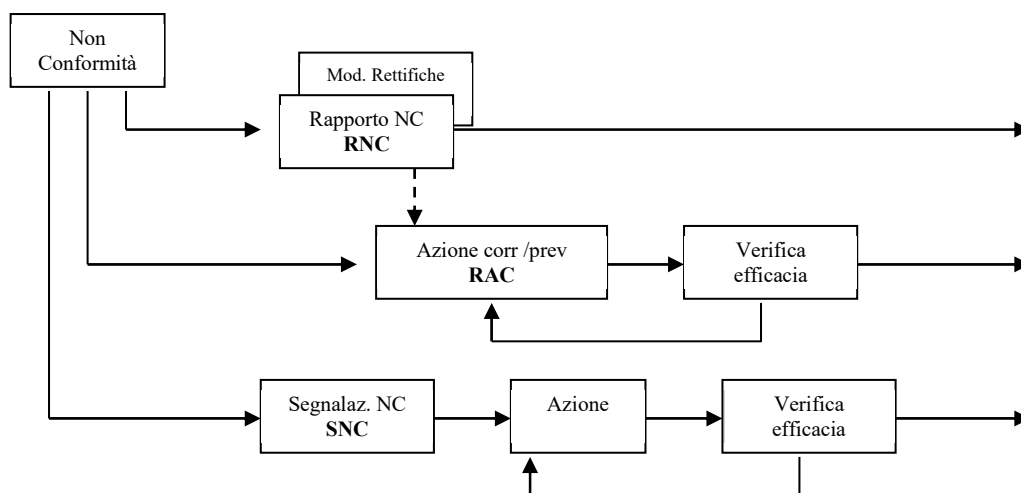 Non
Conformità
Mod. Rettifiche
Rapporto NC
RNC
Azione corr /prev
RAC
Verifica
efficacia
Segnalaz. NC
SNC
Azione
Verifica
efficacia